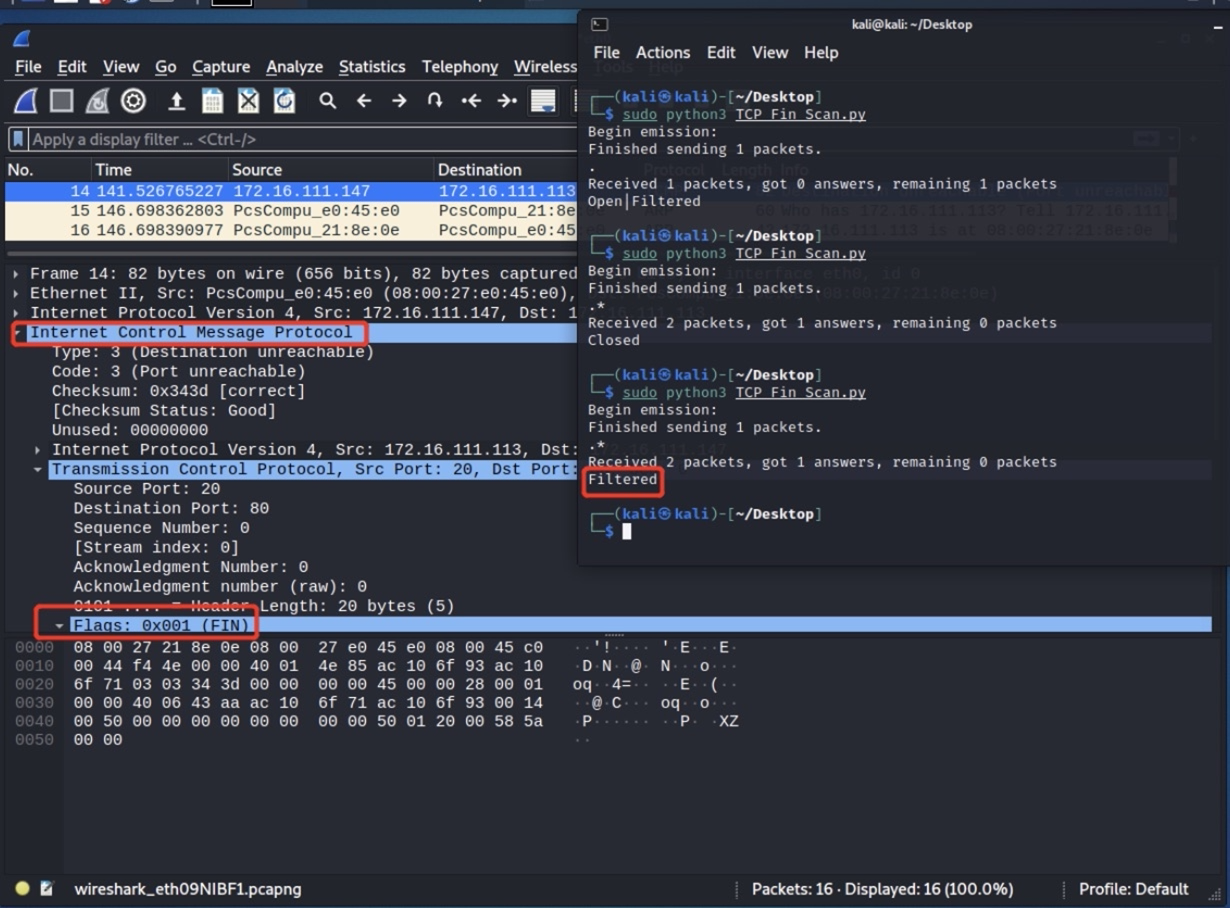 File Edit View Go Capture Analyze Statistics Telephony Wireless Tools Help
Apply a display filter … <Ctrl-/>
No. Time Source Destination Protocol Length Info
14 141.526765227 172.16.111.147 172.16.111.113
15 146.698362803 PcsCompu_e0:45:e0 PcsCompu_21:8e:0e
16 146.698390977 PcsCompu_21:8e:0e PcsCompu_e0:45
Frame 14: 82 bytes on wire (656 bits), 82 bytes captured
Ethernet II, Src: PcsCompu_e0:45:e0 (08:00:27:e0:45:e0),
Internet Protocol Version 4, Src: 172.16.111.147, Dst: 17
Internet Control Message Protocol
Type: 3 (Destination unreachable)
Code: 3 (Port unreachable)
Checksum: 0x343d [correct]
[Checksum Status: Good]
Unused: 00000000
Internet Protocol Version 4, Src: 172.16.111.113, Dst:
Transmission Control Protocol, Src Port: 20, Dst Port:
Source Port: 20
Destination Port: 80
Sequence Number: 0
[Stream index: 0]
Acknowledgment Number: 0
Acknowledgment number (raw): 0
0101 .... = Header Length: 20 bytes (5)
Flags: 0x001 (FIN)
0000 08 00 27 21 8e 0e 08 00 27 e0 45 e0 08 00 45 c0 ··'!···· '·E···E·
0010 00 44 f4 4e 00 00 40 01 4e 85 ac 10 6f 93 ac 10 ·D·N··@· N···o···
0020 6f 71 03 03 34 3d 00 00 00 00 45 00 00 28 00 01 oq··4=·· ··E··(··
0030 00 00 40 06 43 aa ac 10 6f 71 ac 10 6f 93 00 14 ··@·C··· oq··o···
0040 00 50 00 00 00 00 00 00 00 00 50 01 20 00 58 5a ·P······ ··P· ·XZ
0050 00 00 ··
wireshark_eth09NIBF1.pcapng
Packets: 16 · Displayed: 16 (100.0%)
Profile: Default
kali@kali: ~/Desktop
File Actions Edit View Help
┌──(kali㉿kali)-[~/Desktop]
└─$ sudo python3 TCP_Fin_Scan.py
Begin emission:
Finished sending 1 packets.
.
Received 1 packets, got 0 answers, remaining 1 packets
Open|Filtered
┌──(kali㉿kali)-[~/Desktop]
└─$ sudo python3 TCP_Fin_Scan.py
Begin emission:
Finished sending 1 packets.
.*
Received 2 packets, got 1 answers, remaining 0 packets
Closed
┌──(kali㉿kali)-[~/Desktop]
└─$ sudo python3 TCP_Fin_Scan.py
Begin emission:
Finished sending 1 packets.
.*
Received 2 packets, got 1 answers, remaining 0 packets
Filtered
┌──(kali㉿kali)-[~/Desktop]
└─$